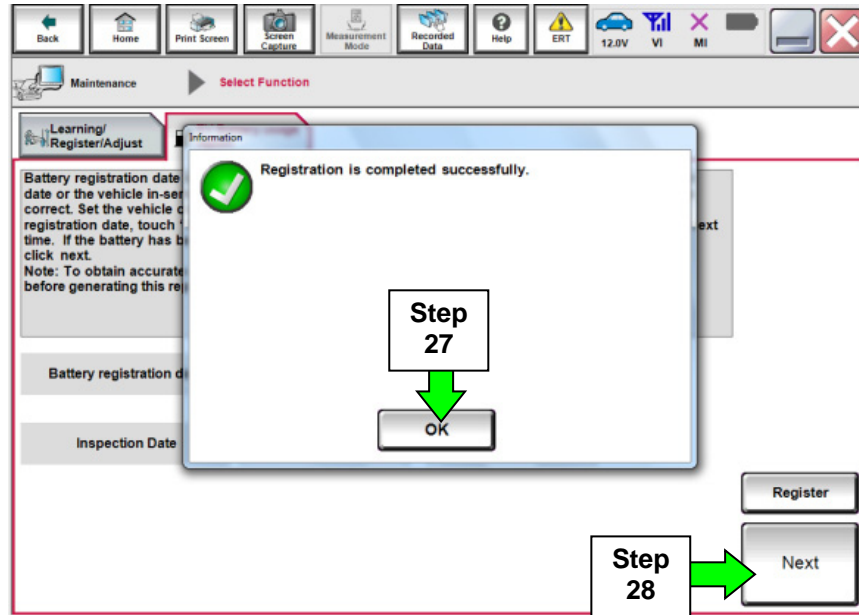 Back
Home
Print Screen
Screen
Capture
Measurement
Mode
Recorded
Data
Help
ERT
12.0V
VI
MI
Maintenance
Select Function
Learning/
Register/Adjust
Information
Registration is completed successfully.
Battery registration date
date or the vehicle in-ser
correct. Set the vehicle
registration date, touch
ext
time. If the battery has b
click next.
Note: To obtain accurate
before generating this re
Step
27
OK
Battery registration d
Inspection Date
Register
Next
Step
28